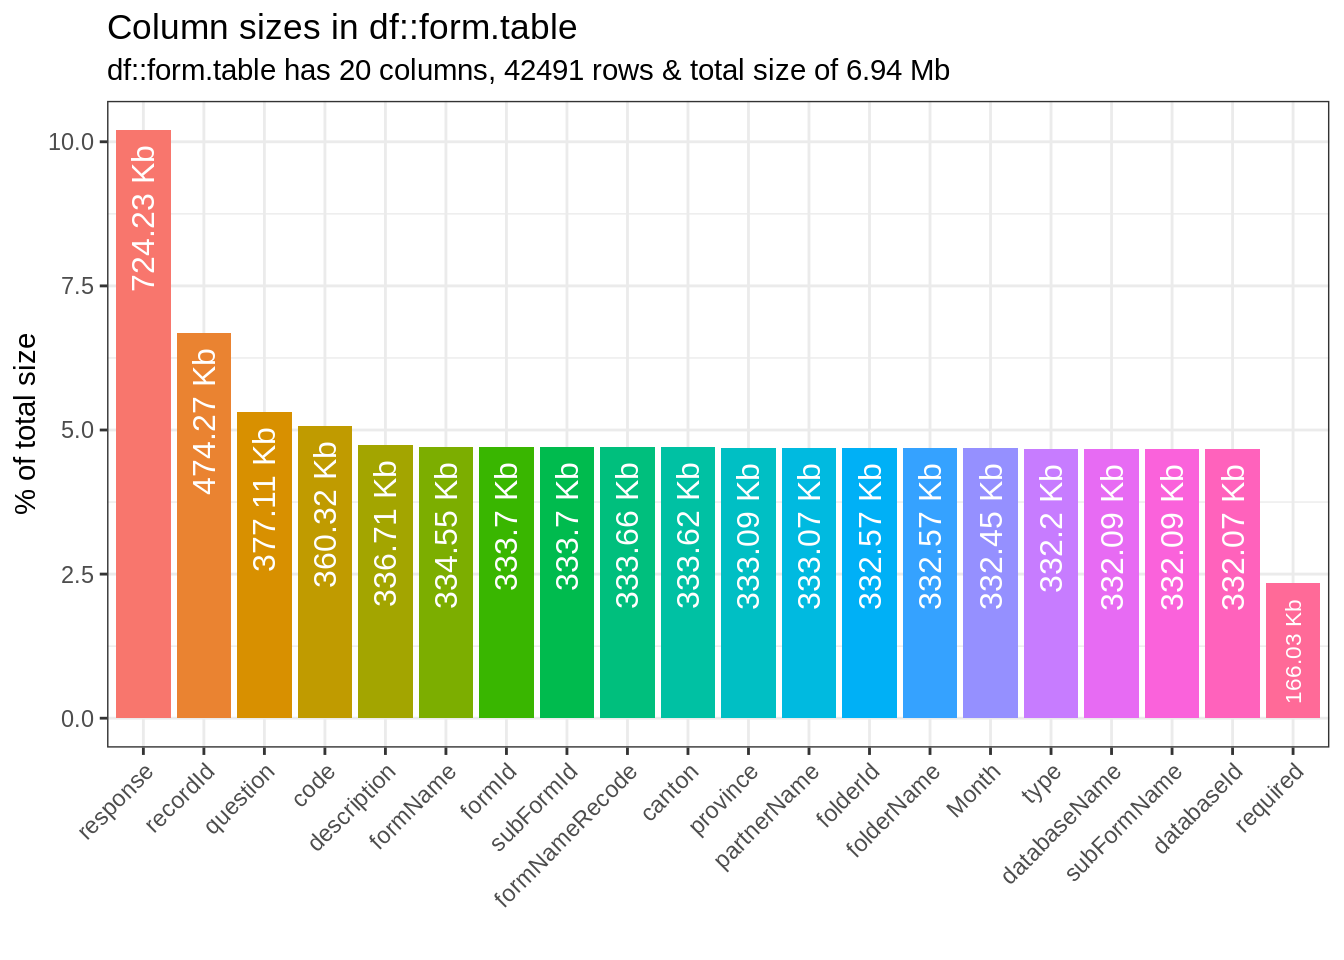 Column sizes in df::form.table
df::form.table has 20 columns, 42491 rows & total size of 6.94 Mb
% of total size
10.0
7.5
5.0
2.5
0.0
724.23 Kb
474.27 Kb
377.11 Kb
360.32 Kb
336.71 Kb
334.55 Kb
333.7 Kb
333.7 Kb
333.66 Kb
333.62 Kb
333.09 Kb
333.07 Kb
332.57 Kb
332.57 Kb
332.45 Kb
332.2 Kb
332.09 Kb
332.09 Kb
332.07 Kb
166.03 Kb
response
recordId
question
code
description
formName
formId
subFormId
formNameRecode
canton
province
partnerName
folderId
folderName
Month
type
databaseName
subFormName
databaseId
required